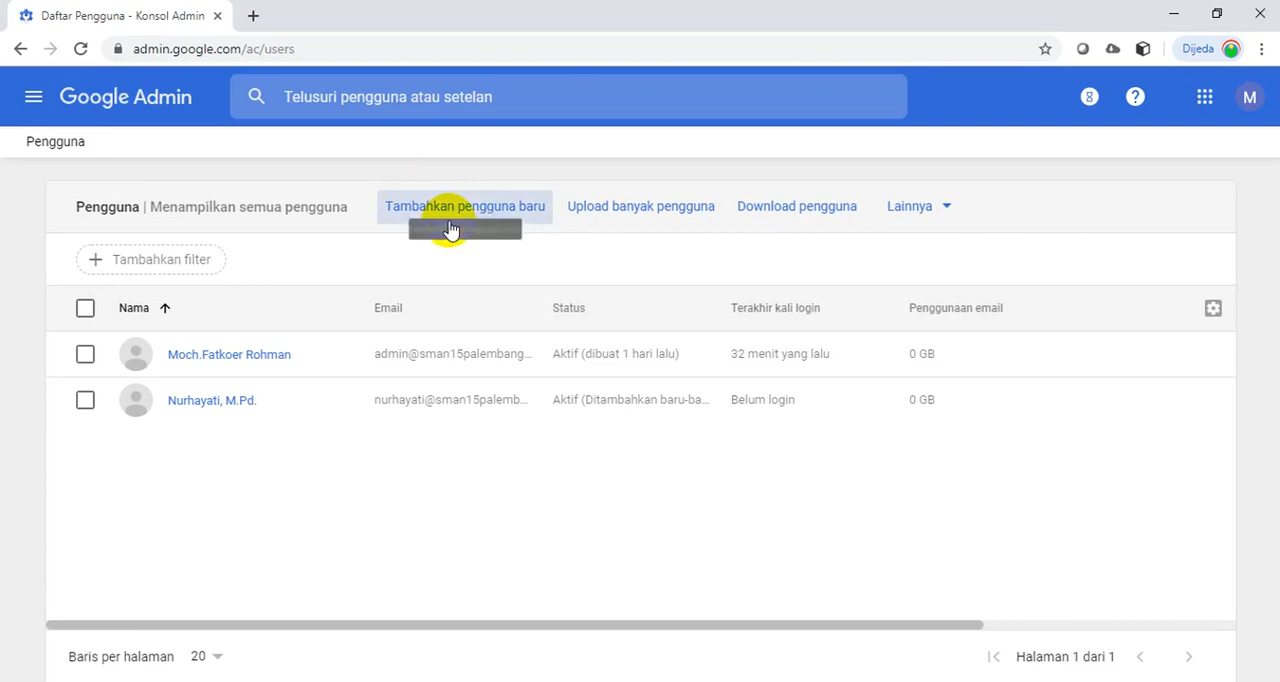 Daftar Pengguna - Konsol Admin
admin.google.com/ac/users
Dijeda
Google Admin
Telusuri pengguna atau setelan
8
?
M
Pengguna
Pengguna | Menampilkan semua pengguna
Tambahkan pengguna baru
Upload banyak pengguna
Download pengguna
Lainnya
Tambahkan filter
Nama
Email
Status
Terakhir kali login
Penggunaan email
Moch.Fatkoer Rohman
admin@sman15palembang...
Aktif (dibuat 1 hari lalu)
32 menit yang lalu
0 GB
Nurhayati, M.Pd.
nurhayati@sman15palemb...
Aktif (Ditambahkan baru-ba...
Belum login
0 GB
Baris per halaman
20
Halaman 1 dari 1